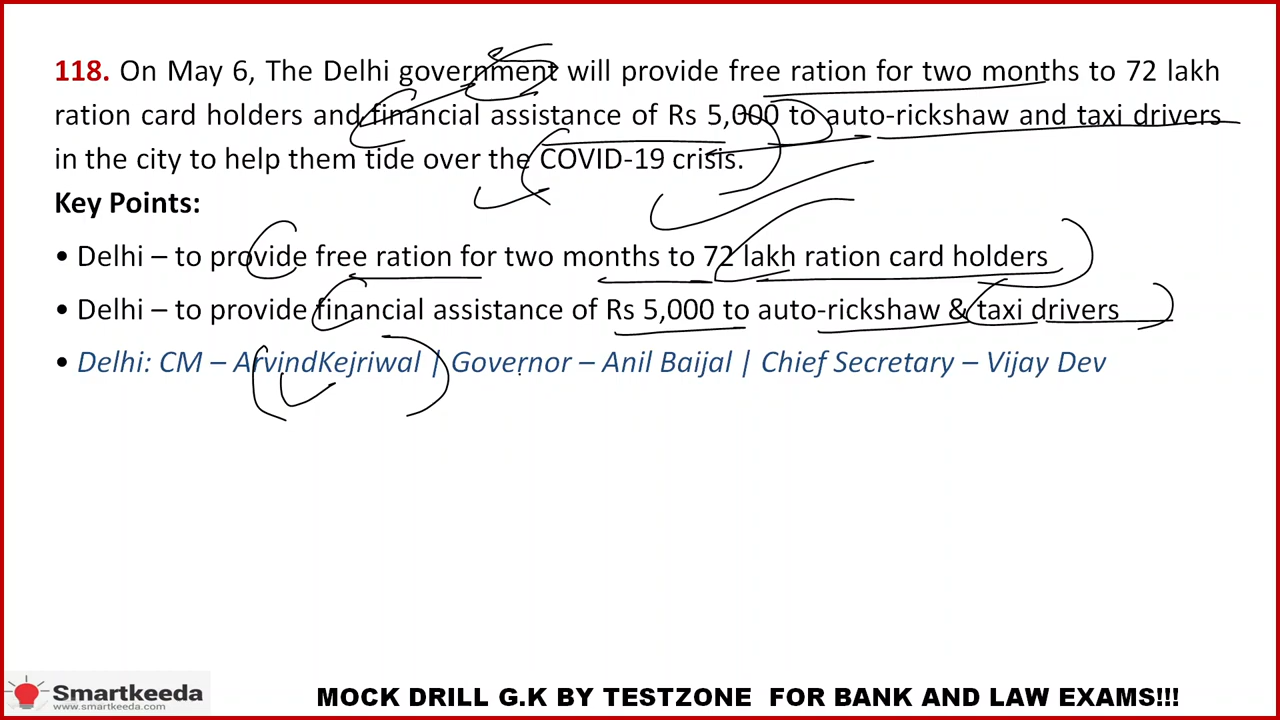 118. On May 6, The Delhi government will provide free ration for two months to 72 lakh
ration card holders and financial assistance of Rs 5,000 to auto-rickshaw and taxi drivers
in the city to help them tide over the COVID-19 crisis.
Key Points:
• Delhi – to provide free ration for two months to 72 lakh ration card holders
• Delhi – to provide financial assistance of Rs 5,000 to auto-rickshaw & taxi drivers
• Delhi: CM – ArvindKejriwal | Governor – Anil Baijal | Chief Secretary – Vijay Dev
Smartkeeda
www.smartkeeda.com
MOCK DRILL G.K BY TESTZONE FOR BANK AND LAW EXAMS!!!